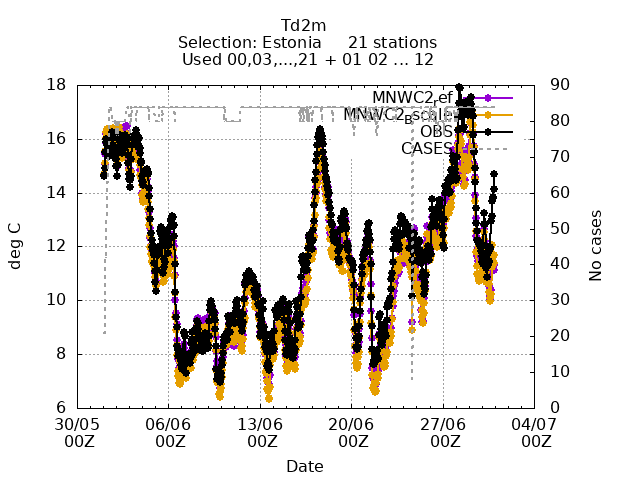 Td2m
Selection: Estonia 21 stations
Used 00,03,...,21 + 01 02 ... 12
18 90
MNWC2_ref
MNWC2_Bscale
OBS
CASES
80
16
70
14 60
50
12
40
10 30
20
8
10
6 0
deg C
No cases
30/05 06/06 13/06 20/06 27/06 04/07
00Z 00Z 00Z 00Z 00Z 00Z
Date